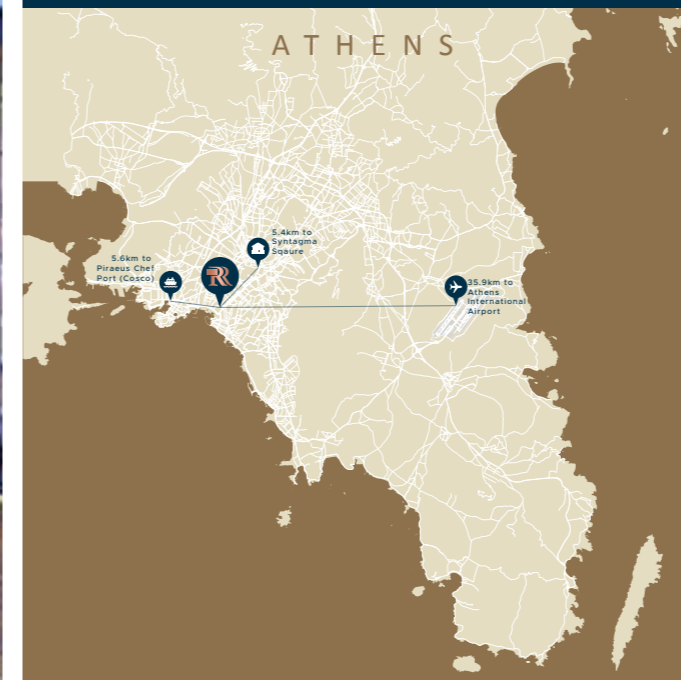 ATHENS
5.4km to
Syntagma
Sqaure
5.6km to
Piraeus Chef
Port (Cosco)
35.9km to
Athens
International
Airport